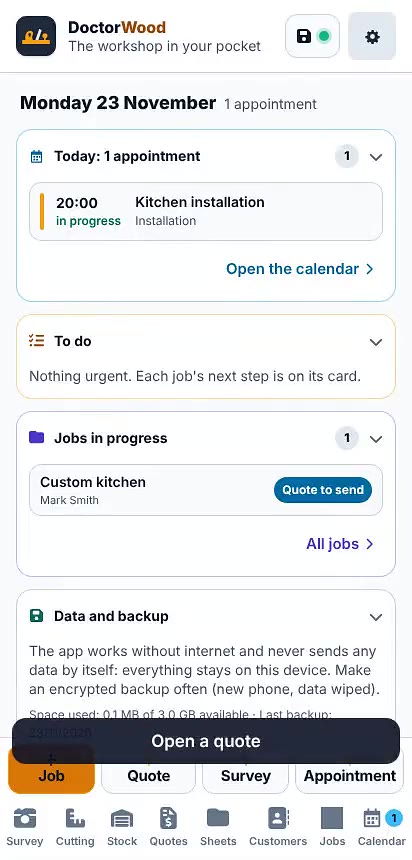 DoctorWood
The workshop in your pocket
Monday 23 November 1 appointment
Today: 1 appointment 1
20:00 Kitchen installation
in progress Installation
Open the calendar
To do
Nothing urgent. Each job's next step is on its card.
Jobs in progress 1
Custom kitchen
Mark Smith
Quote to send
All jobs
Data and backup
The app works without internet and never sends any
data by itself: everything stays on this device. Make
an encrypted backup often (new phone, data wiped).
Space used: 0.1 MB of 3.0 GB available · Last backup:
Open a quote
Job Quote Survey Appointment
1
Survey Cutting Stock Quotes Sheets Customers Jobs Calendar